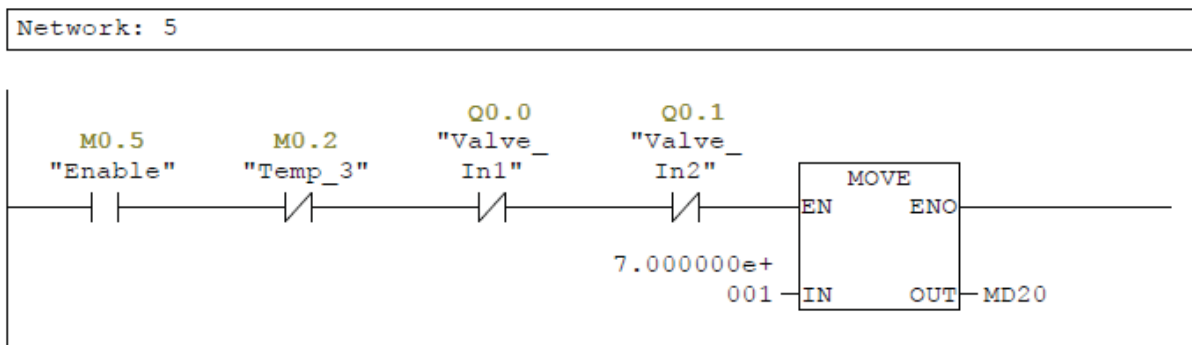 Network: 5
Q0.0 Q0.1
M0.5 M0.2 "Valve_ "Valve_
"Enable" "Temp_3" In1" In2"
MOVE
EN ENO
7.000000e+
001 IN OUT MD20